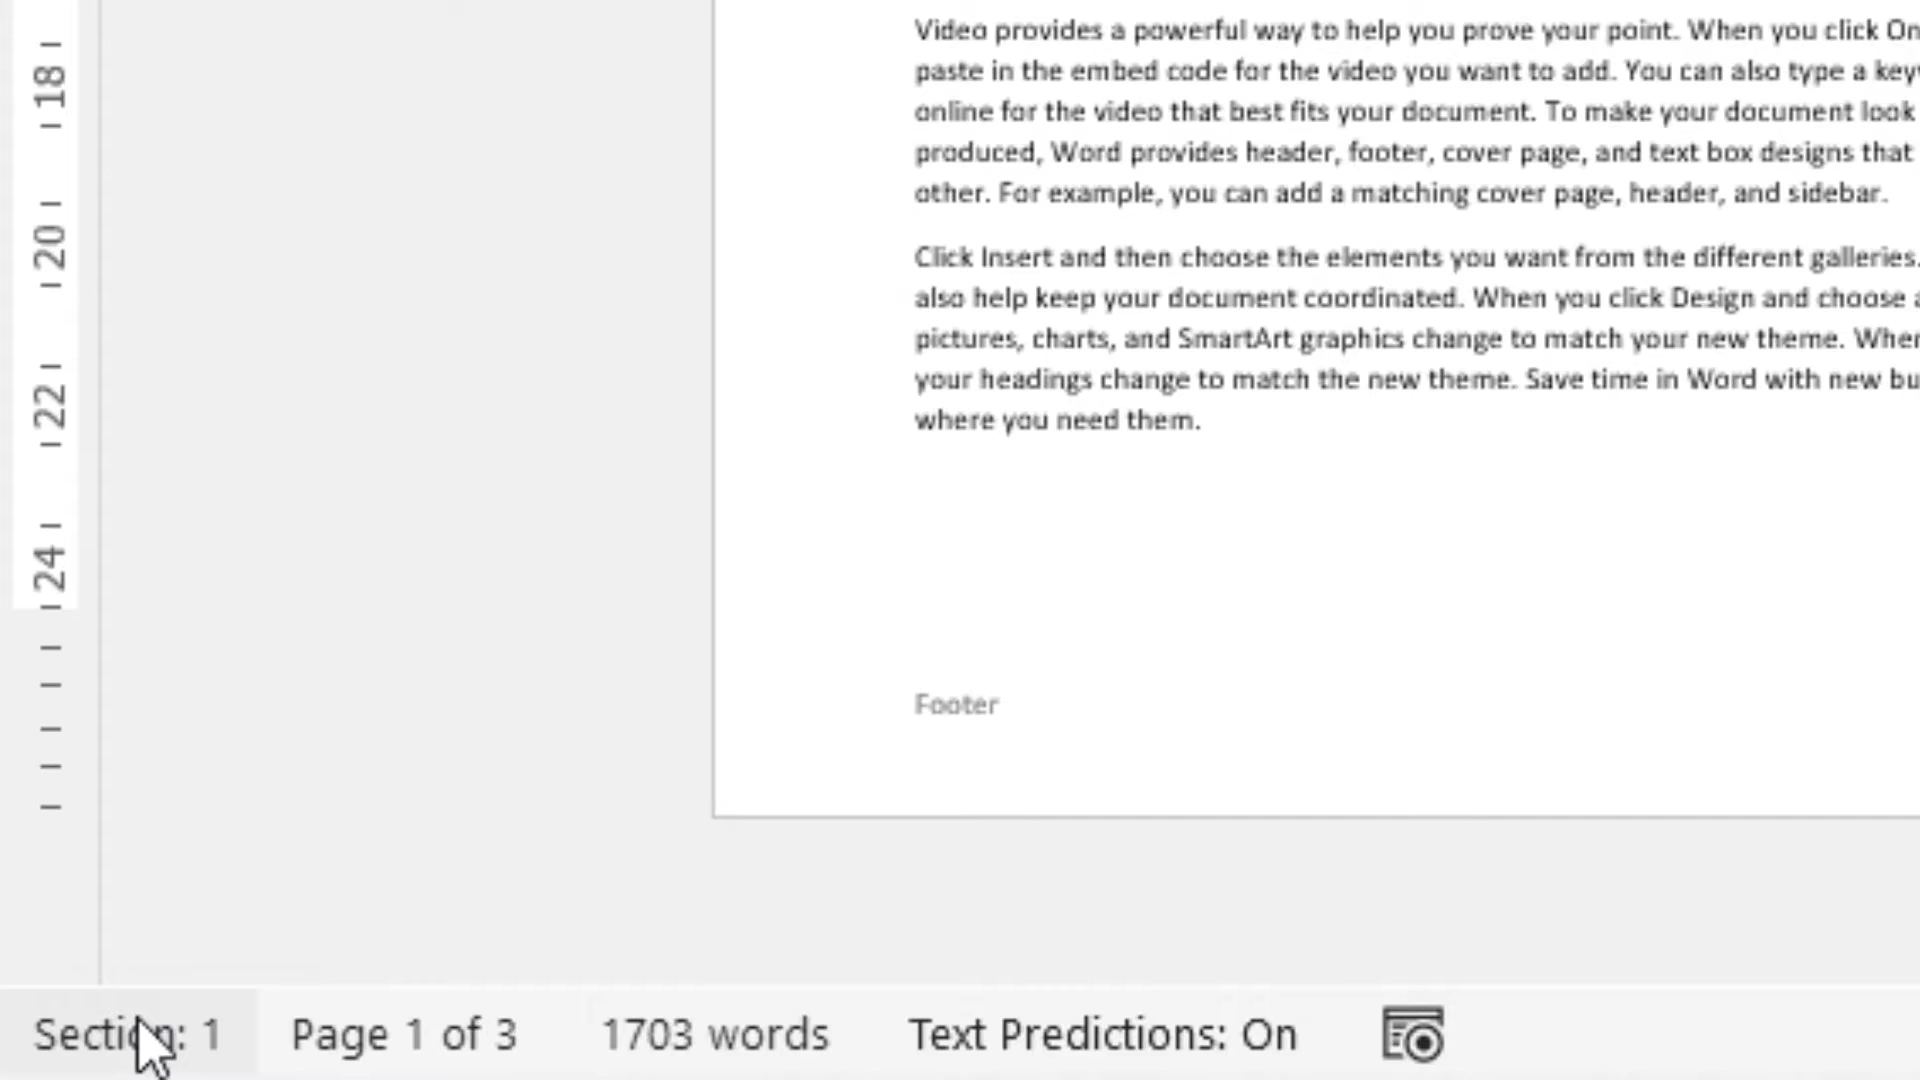 18
20
22
24
Video provides a powerful way to help you prove your point. When you click On
paste in the embed code for the video you want to add. You can also type a key
online for the video that best fits your document. To make your document look
produced, Word provides header, footer, cover page, and text box designs that
other. For example, you can add a matching cover page, header, and sidebar.
Click Insert and then choose the elements you want from the different galleries.
also help keep your document coordinated. When you click Design and choose a
pictures, charts, and SmartArt graphics change to match your new theme. When
your headings change to match the new theme. Save time in Word with new bu
where you need them.
Footer
Section: 1 Page 1 of 3 1703 words Text Predictions: On